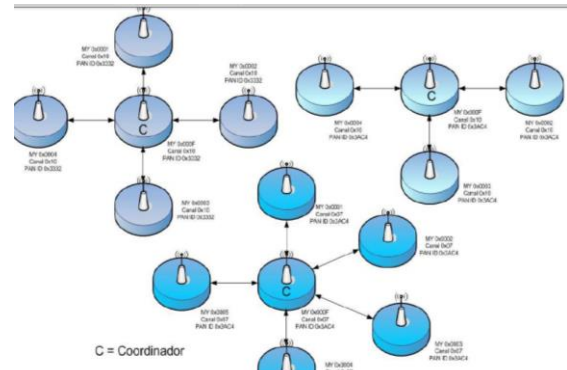 MY 0x0001
Canal 0x10
PAN ID 0x3332
MY 0x0002
Canal 0x10
PAN ID 0x3332
C
MY 0x000F
Canal 0x10
PAN ID 0x3332
MY 0x0004
Canal 0x10
PAN ID 0x3332
MY 0x0003
Canal 0x10
PAN ID 0x3332
C
MY 0x0004
Canal 0x10
PAN ID 0x3AC4
MY 0x000F
Canal 0x10
PAN ID 0x3AC4
MY 0x0002
Canal 0x10
PAN ID 0x3AC4
MY 0x0003
Canal 0x10
PAN ID 0x3AC4
MY 0x0001
Canal 0x07
PAN ID 0x3AC4
MY 0x0002
Canal 0x07
PAN ID 0x3AC4
C
MY 0x0005
Canal 0x07
PAN ID 0x3AC4
MY 0x000F
Canal 0x07
PAN ID 0x3AC4
MY 0x0003
Canal 0x07
PAN ID 0x3AC4
C = Coordinador
Canal 0x07